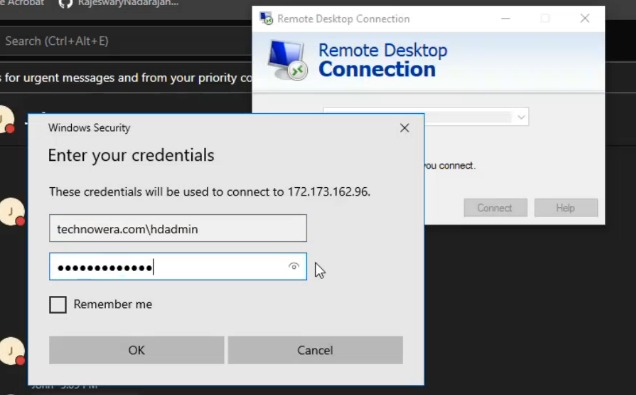 e Acrobat RajeswaryNadarajan...
Search (Ctrl+Alt+E)
s for urgent messages and from your priority co
Remote Desktop Connection
Remote Desktop
Connection
you connect.
Connect Help
Windows Security
Enter your credentials
These credentials will be used to connect to 172.173.162.96.
technowera.com\hdadmin
•••••••••••••
Remember me
OK Cancel
J
J
J